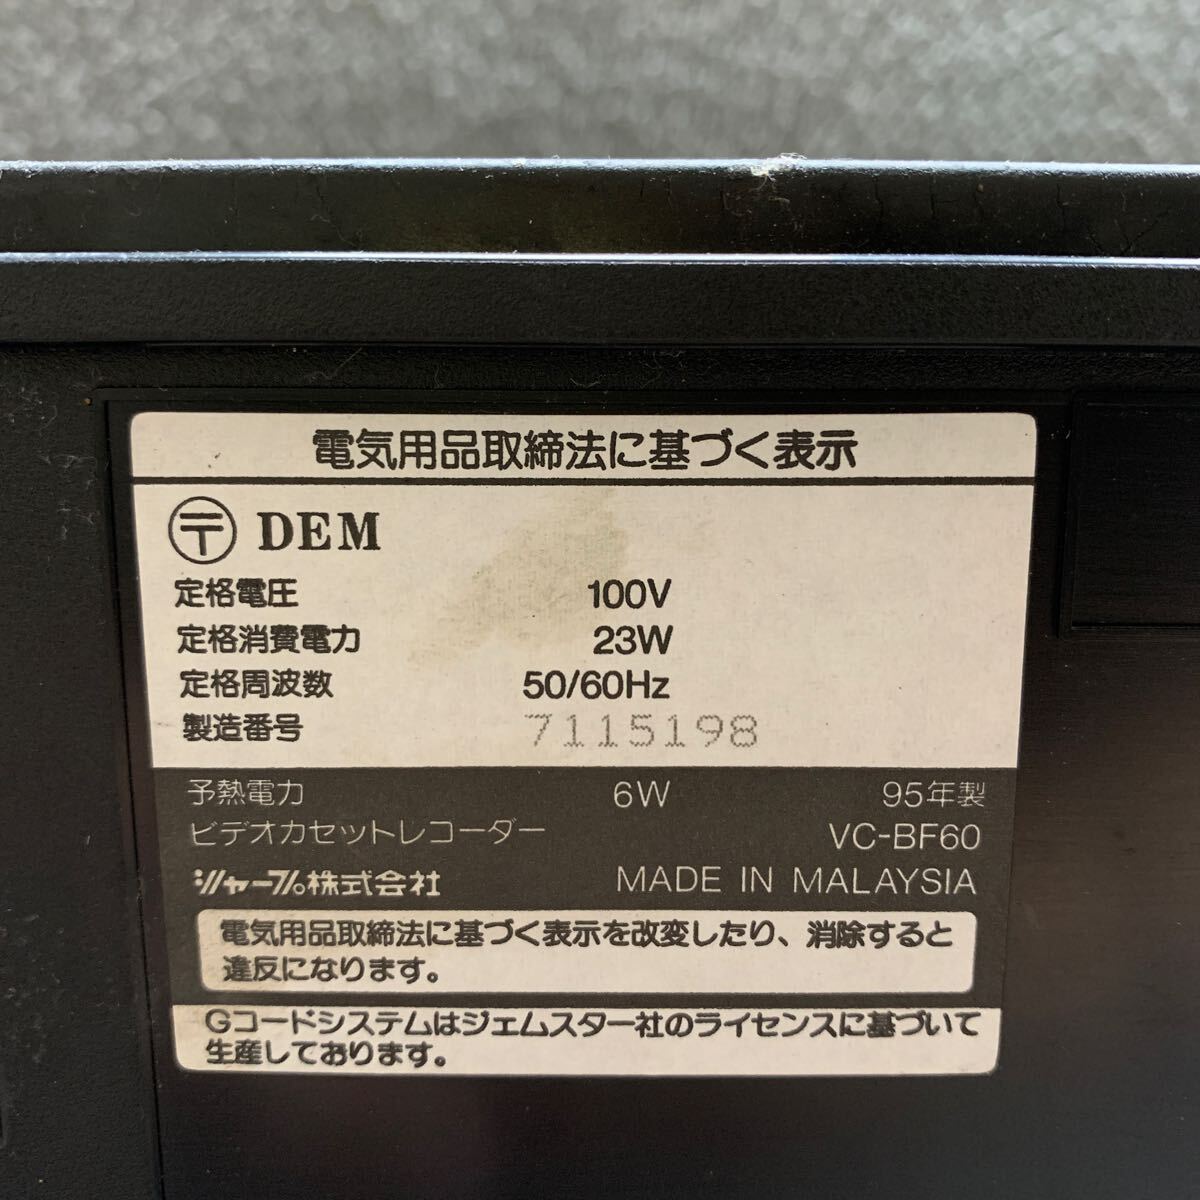 電気用品取締法に基づく表示
〒 DEM
定格電圧 100V
定格消費電力 23W
定格周波数 50/60Hz
製造番号 7115198
予熱電力 6W 95年製
ビデオカセットレコーダー VC-BF60
シャープ株式会社 MADE IN MALAYSIA
電気用品取締法に基づく表示を改変したり、消除すると
違反になります。
Gコードシステムはジェムスター社のライセンスに基づいて
生産しております。